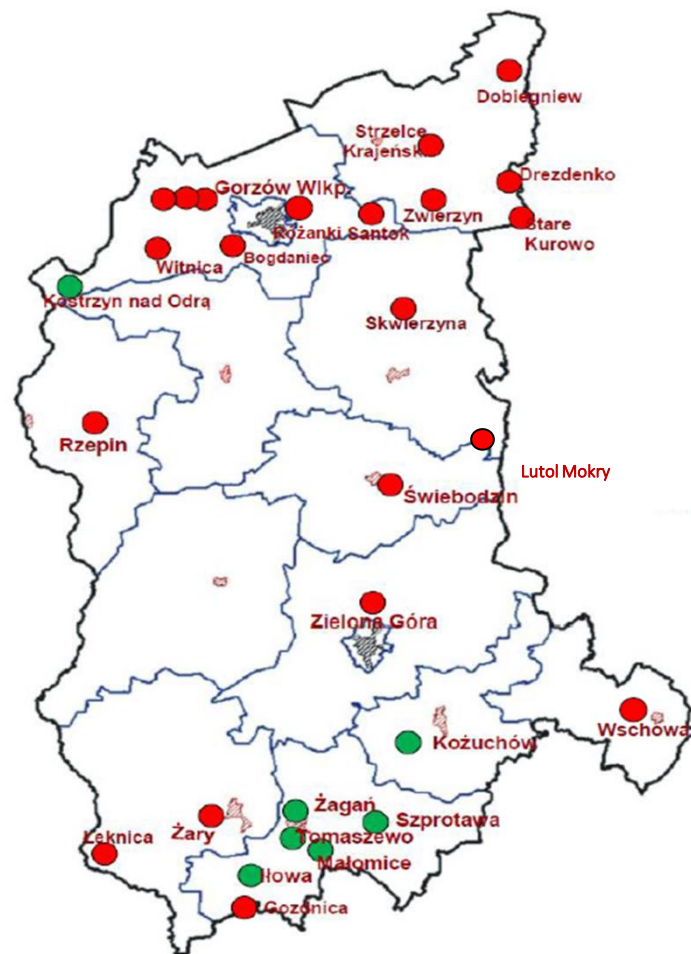 Dobiegniew
Strzelce
Krajeńskie
Drezdenko
Gorzów Wlkp.
Zwierzyn
Stare
Kurowo
Różanki Santok
Bogdaniec
Witnica
Kostrzyn nad Odrą
Skwierzyna
Rzepin
Lutol Mokry
Świebodzin
Zielona Góra
Wschowa
Kożuchów
Żagań
Szprotawa
Żary
Tomaszewo
Łęknica
Małomice
Iłowa
Gozdnica